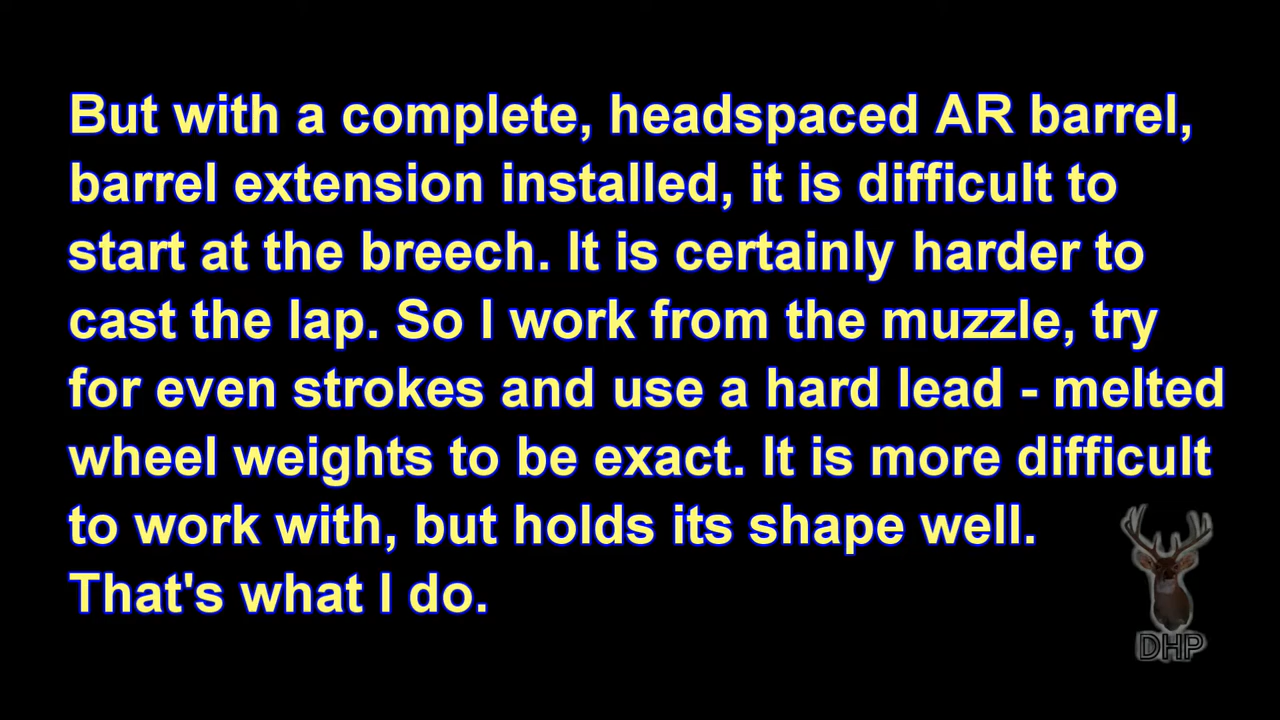 But with a complete, headspaced AR barrel,
barrel extension installed, it is difficult to
start at the breech. It is certainly harder to
cast the lap. So I work from the muzzle, try
for even strokes and use a hard lead - melted
wheel weights to be exact. It is more difficult
to work with, but holds its shape well.
That's what I do.
DHP